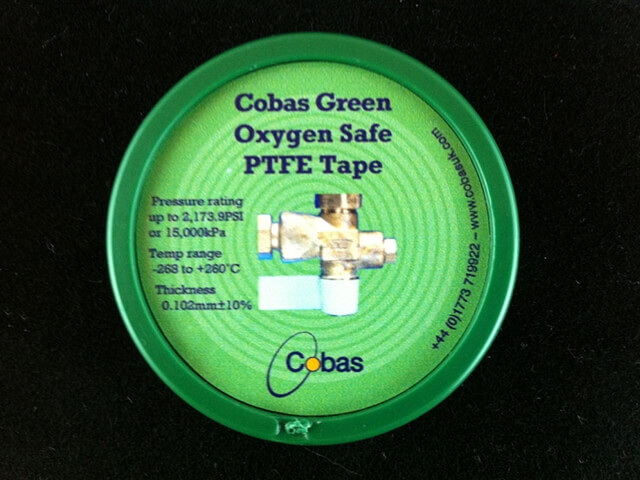 Cobas Green
Oxygen Safe
PTFE Tape
Pressure rating
up to 2,173.9PSI
or 15,000kPa
Temp range
-268 to +260°C
Thickness
0.102mm±10%
Cobas
+44 (0)1773 719922 – www.cobasuk.com